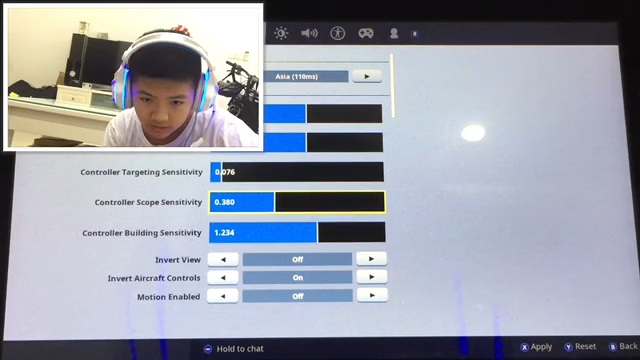 R
Asia (110ms)
Controller Targeting Sensitivity 0.076
Controller Scope Sensitivity 0.380
Controller Building Sensitivity 1.234
Invert View Off
Invert Aircraft Controls On
Motion Enabled Off
Hold to chat
X Apply Y Reset B Back